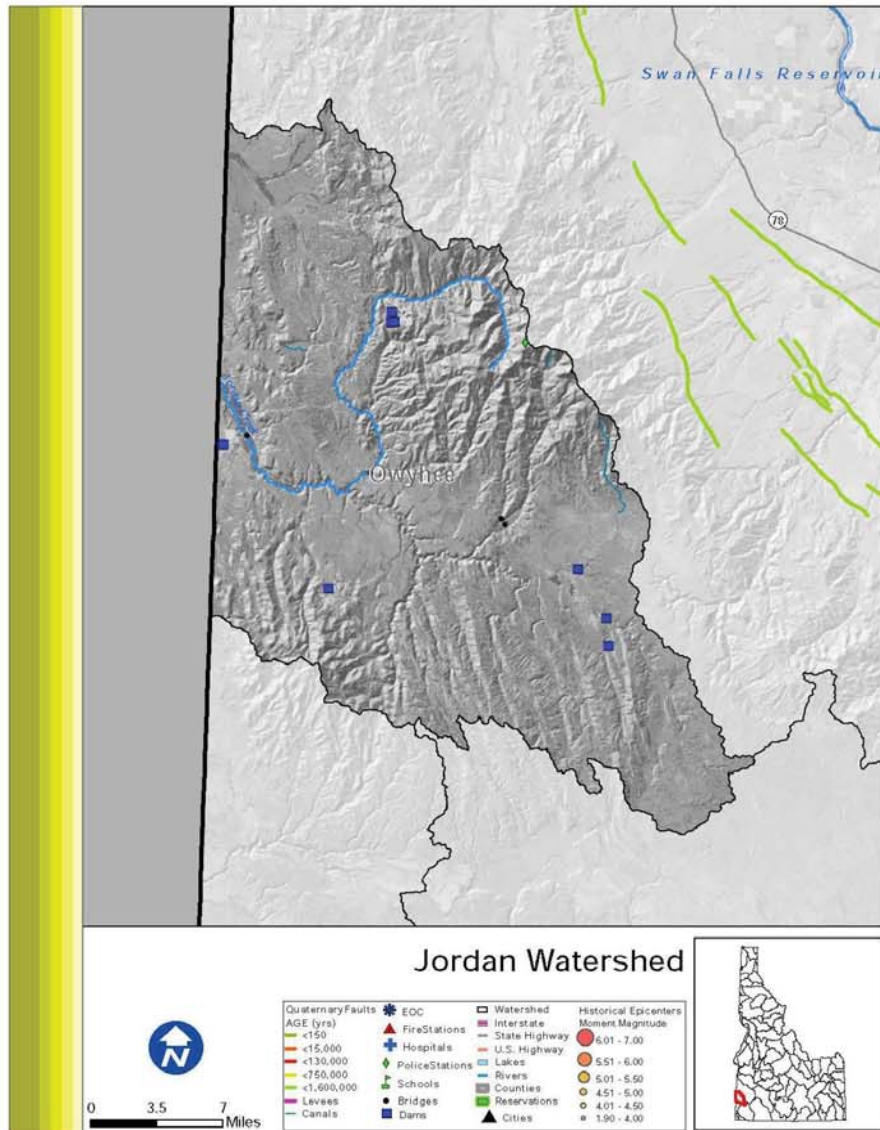 Swan Falls Reservoir
78
Owyhee
Jordan Watershed
N
0 3.5 7
Miles
Quaternary Faults
AGE (yrs)
<150
<15,000
<130,000
<750,000
<1,600,000
Levees
Canals
EOC
FireStations
Hospitals
PoliceStations
Schools
Bridges
Dams
Watershed
Interstate
State Highway
U.S. Highway
Lakes
Rivers
Counties
Reservations
Cities
Historical Epicenters
Moment Magnitude
6.01 - 7.00
5.51 - 6.00
5.01 - 5.50
4.51 - 5.00
4.01 - 4.50
1.90 - 4.00